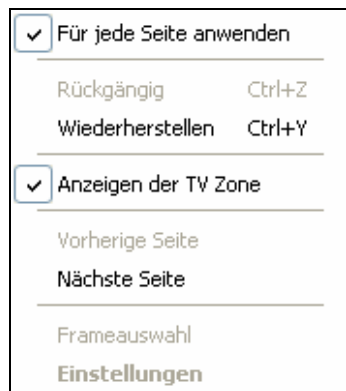 Für jede Seite anwenden
Rückgängig Ctrl+Z
Wiederherstellen Ctrl+Y
Anzeigen der TV Zone
Vorherige Seite
Nächste Seite
Frameauswahl
Einstellungen